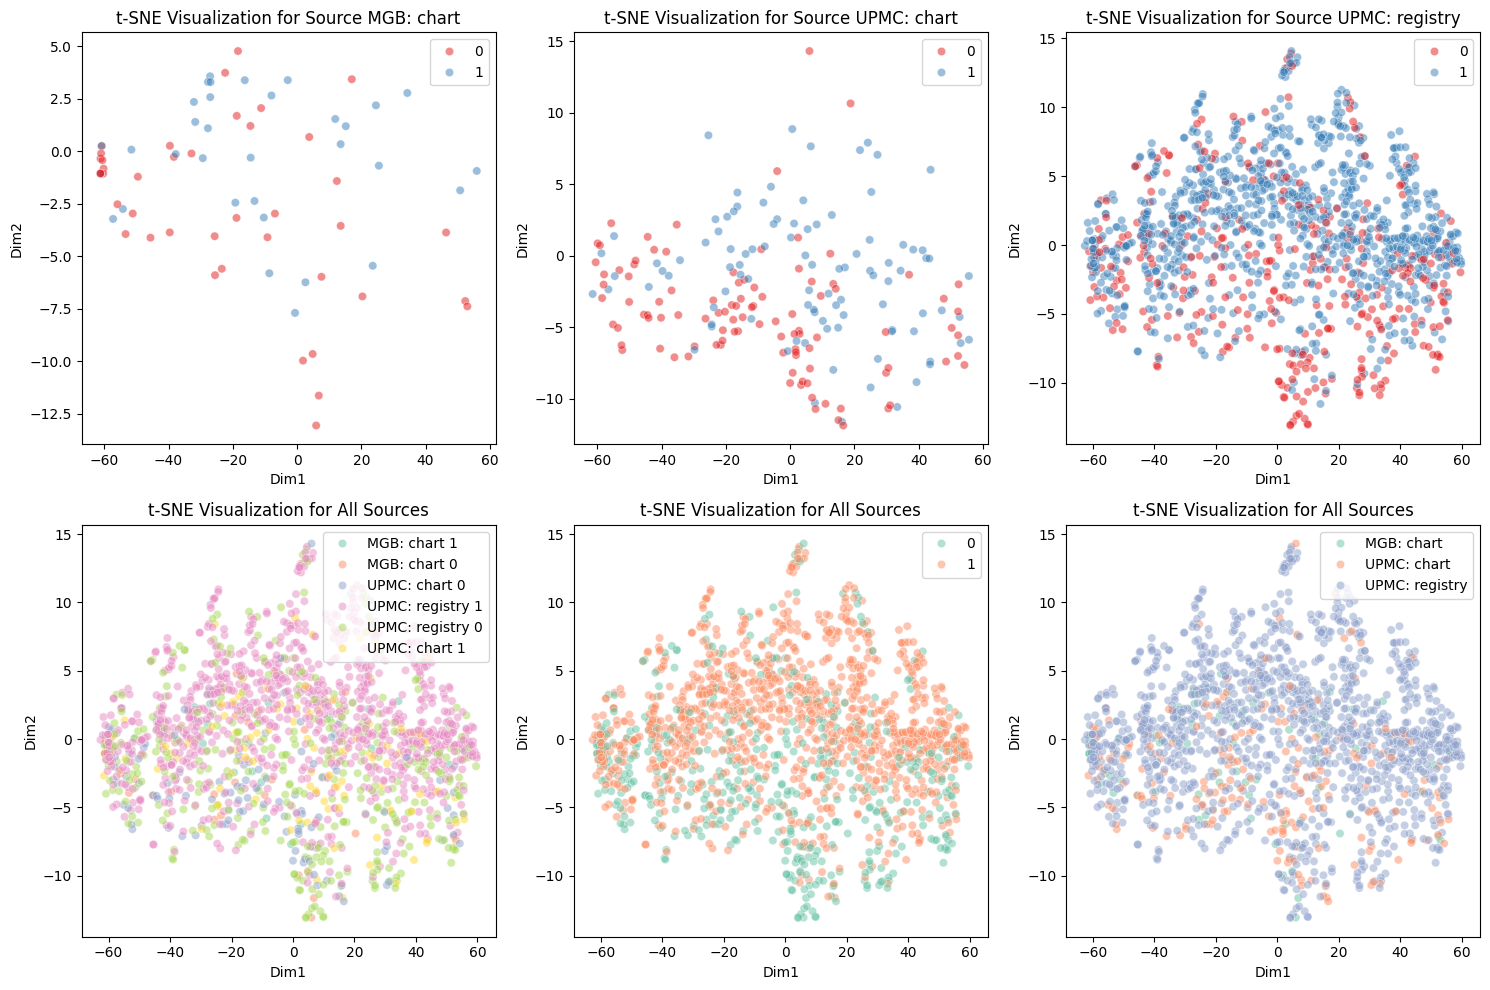 t-SNE Visualization for Source MGB: chart
0
1
5.0
2.5
0.0
−2.5
−5.0
−7.5
−10.0
−12.5
Dim2
−60 −40 −20 0 20 40 60
Dim1
t-SNE Visualization for Source UPMC: chart
0
1
15
10
5
0
−5
−10
Dim2
−60 −40 −20 0 20 40 60
Dim1
t-SNE Visualization for Source UPMC: registry
0
1
15
10
5
0
−5
−10
Dim2
−60 −40 −20 0 20 40 60
Dim1
t-SNE Visualization for All Sources
MGB: chart 1
MGB: chart 0
UPMC: chart 0
UPMC: registry 1
UPMC: registry 0
UPMC: chart 1
15
10
5
0
−5
−10
Dim2
−60 −40 −20 0 20 40 60
Dim1
t-SNE Visualization for All Sources
0
1
15
10
5
0
−5
−10
Dim2
−60 −40 −20 0 20 40 60
Dim1
t-SNE Visualization for All Sources
MGB: chart
UPMC: chart
UPMC: registry
15
10
5
0
−5
−10
Dim2
−60 −40 −20 0 20 40 60
Dim1